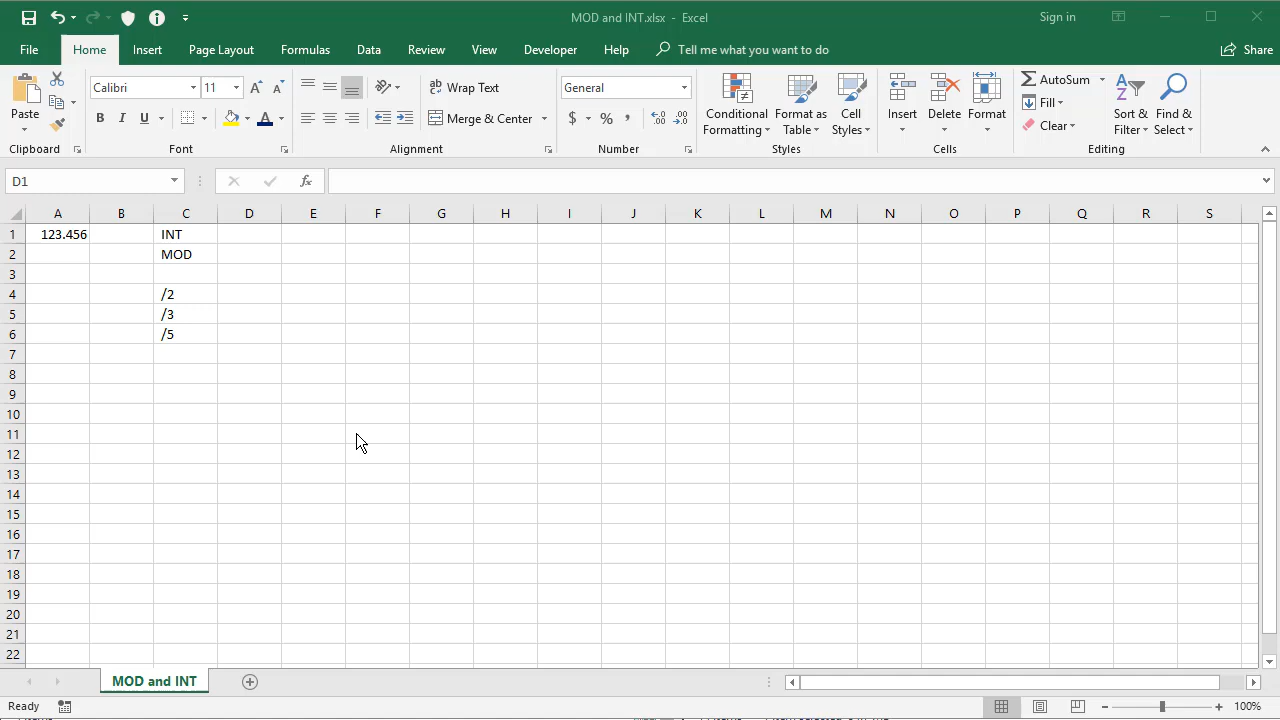 MOD and INT.xlsx - Excel
Sign in
File Home Insert Page Layout Formulas Data Review View Developer Help Tell me what you want to do Share
Paste
Clipboard
Calibri 11
B I U A
Font
Wrap Text
Merge & Center
Alignment
General
$ % ,
Number
Conditional Formatting
Format as Table
Cell Styles
Styles
Insert Delete Format
Cells
AutoSum
Fill
Clear
Sort & Filter
Find & Select
Editing
D1 fx
A B C D E F G H I J K L M N O P Q R S
1 123.456 INT
2 MOD
3
4 /2
5 /3
6 /5
7
8
9
10
11
12
13
14
15
16
17
18
19
20
21
22
MOD and INT
Ready 100%